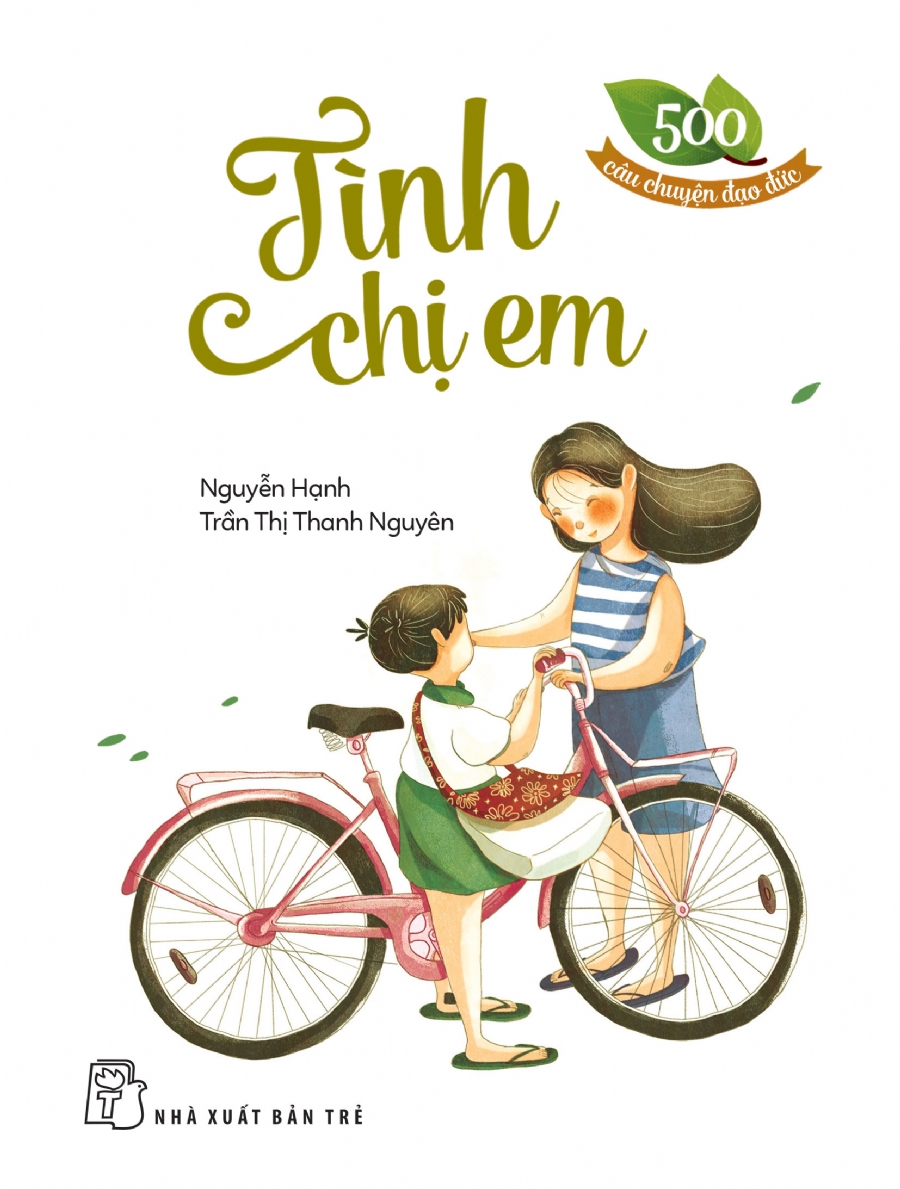 500
câu chuyện đạo đức
Tình
chị em
Nguyễn Hạnh
Trần Thị Thanh Nguyên
T
NHÀ XUẤT BẢN TRẺ